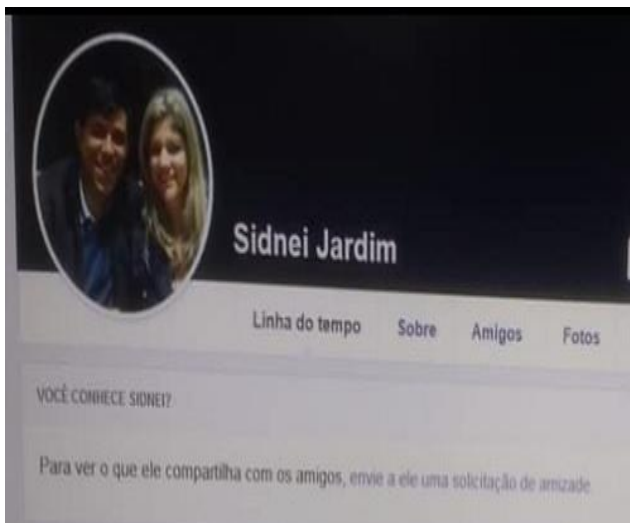 Sidnei Jardim
Linha do tempo Sobre Amigos Fotos
VOCÊ CONHECE SIDNEI?
Para ver o que ele compartilha com os amigos, envie a ele uma solicitação de amizade.